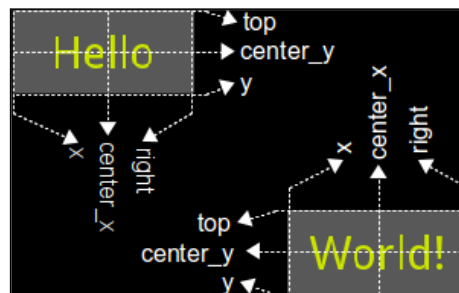 Hello
top
center_y
y
x
center_x
right
x
center_x
right
top
center_y
y
World!